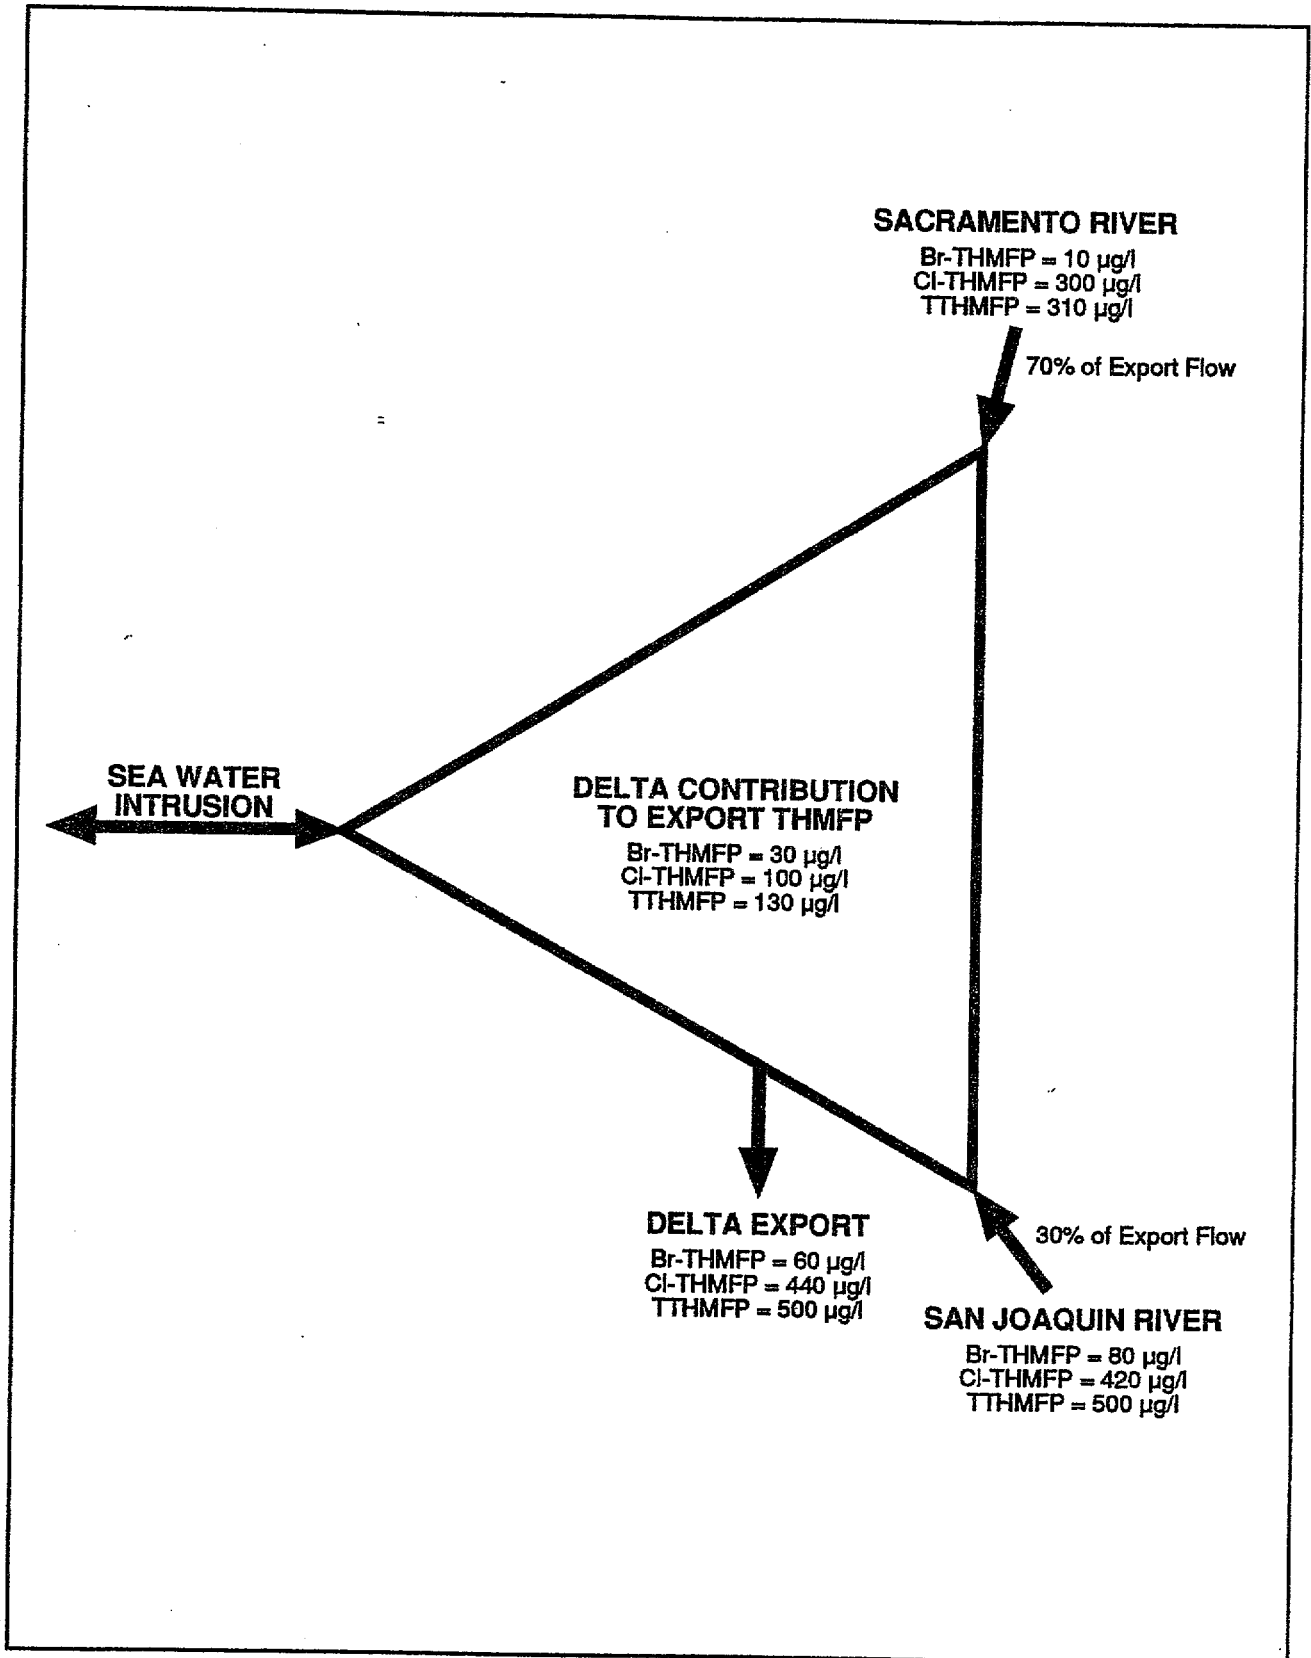 SACRAMENTO RIVER
Br-THMFP = 10 µg/l
Cl-THMFP = 300 µg/l
TTHMFP = 310 µg/l
70% of Export Flow
SEA WATER
INTRUSION
DELTA CONTRIBUTION
TO EXPORT THMFP
Br-THMFP = 30 µg/l
Cl-THMFP = 100 µg/l
TTHMFP = 130 µg/l
DELTA EXPORT
Br-THMFP = 60 µg/l
Cl-THMFP = 440 µg/l
TTHMFP = 500 µg/l
30% of Export Flow
SAN JOAQUIN RIVER
Br-THMFP = 80 µg/l
Cl-THMFP = 420 µg/l
TTHMFP = 500 µg/l